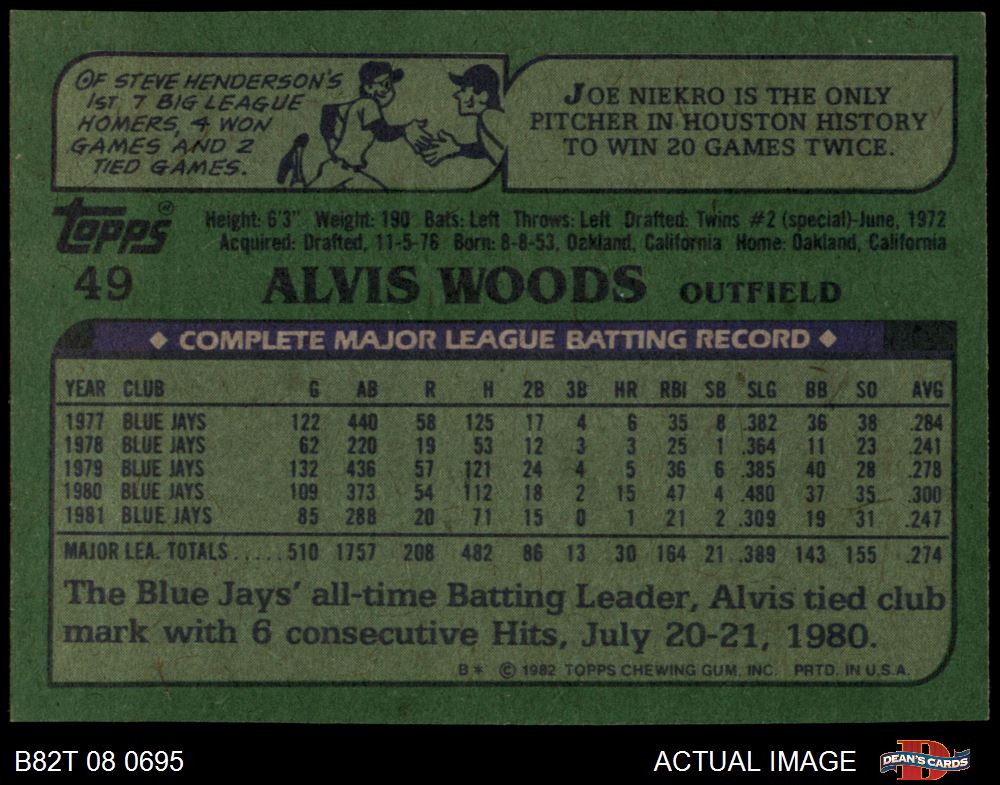 OF STEVE HENDERSON'S
1ST 7 BIG LEAGUE
HOMERS, 4 WON
GAMES AND 2
TIED GAMES.
JOE NIEKRO IS THE ONLY
PITCHER IN HOUSTON HISTORY
TO WIN 20 GAMES TWICE.
Topps®
Height: 6'3" Weight: 190 Bats: Left Throws: Left Drafted: Twins #2 (special)-June, 1972
Acquired: Drafted, 11-5-76 Born: 8-8-53, Oakland, California Home: Oakland, California
49 ALVIS WOODS OUTFIELD
◆ COMPLETE MAJOR LEAGUE BATTING RECORD ◆
YEAR CLUB G AB R H 2B 3B HR RBI SB SLG BB SO AVG
1977 BLUE JAYS 122 440 58 125 17 4 6 35 8 .382 36 38 .284
1978 BLUE JAYS 62 220 19 53 12 3 3 25 1 .364 11 23 .241
1979 BLUE JAYS 132 436 57 121 24 4 5 36 6 .385 40 28 .278
1980 BLUE JAYS 109 373 54 112 18 2 15 47 4 .480 37 35 .300
1981 BLUE JAYS 85 288 20 71 15 0 1 21 2 .309 19 31 .247
MAJOR LEA. TOTALS.....510 1757 208 482 86 13 30 164 21 .389 143 155 .274
The Blue Jays' all-time Batting Leader, Alvis tied club
mark with 6 consecutive Hits, July 20-21, 1980.
B* © 1982 TOPPS CHEWING GUM, INC. PRTD. IN U.S.A.
B82T 08 0695
ACTUAL IMAGE
D
DEAN'S CARDS